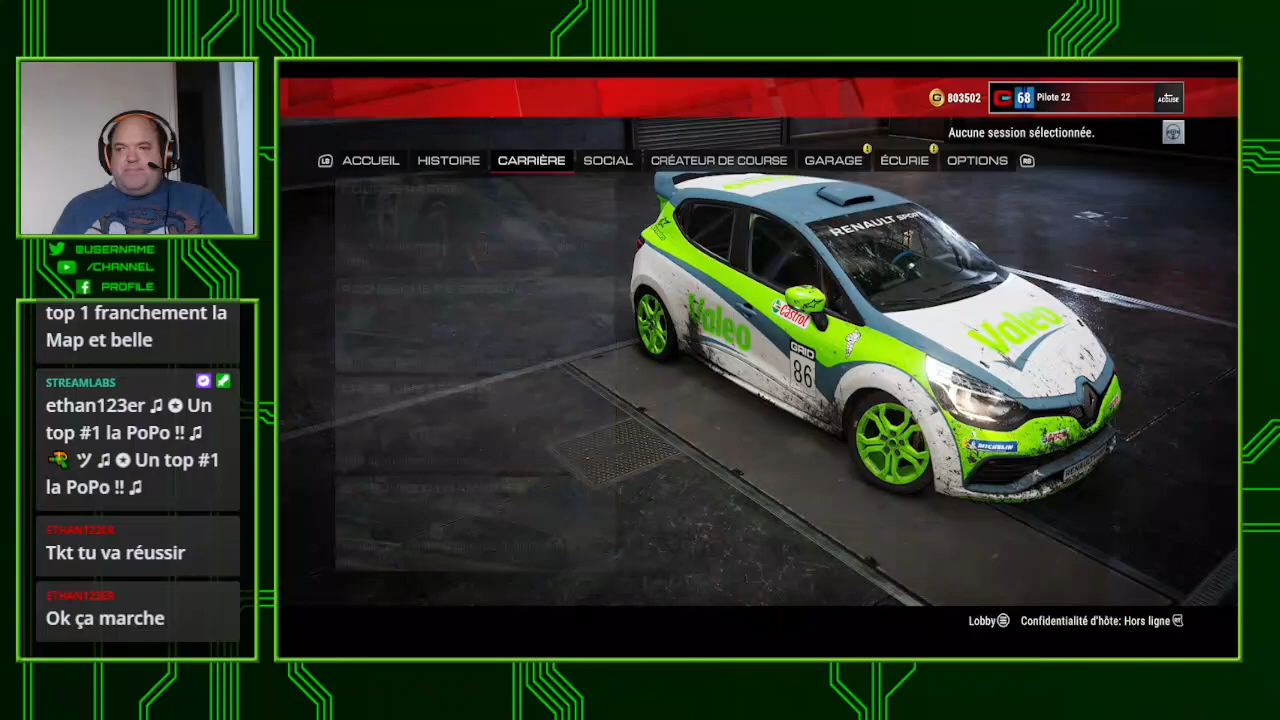 803502
68 Pilote 22
ACCUSE
Aucune session sélectionnée.
LB ACCUEIL HISTOIRE CARRIÈRE SOCIAL CRÉATEUR DE COURSE GARAGE ! ÉCURIE ! OPTIONS RB
@USERNAME
/CHANNEL
PROFILE
top 1 franchement la
Map et belle
STREAMLABS
ethan123er ♫ ✪ Un
top #1 la PoPo !! ♫
ツ ♫ ✪ Un top #1
la PoPo !! ♫
ETHAN123ER
Tkt tu va réussir
ETHAN123ER
Ok ça marche
RENAULT SPORT
Valeo
Castrol
GRID
86
Valeo
MICHELIN
Lobby Confidentialité d'hôte: Hors ligne